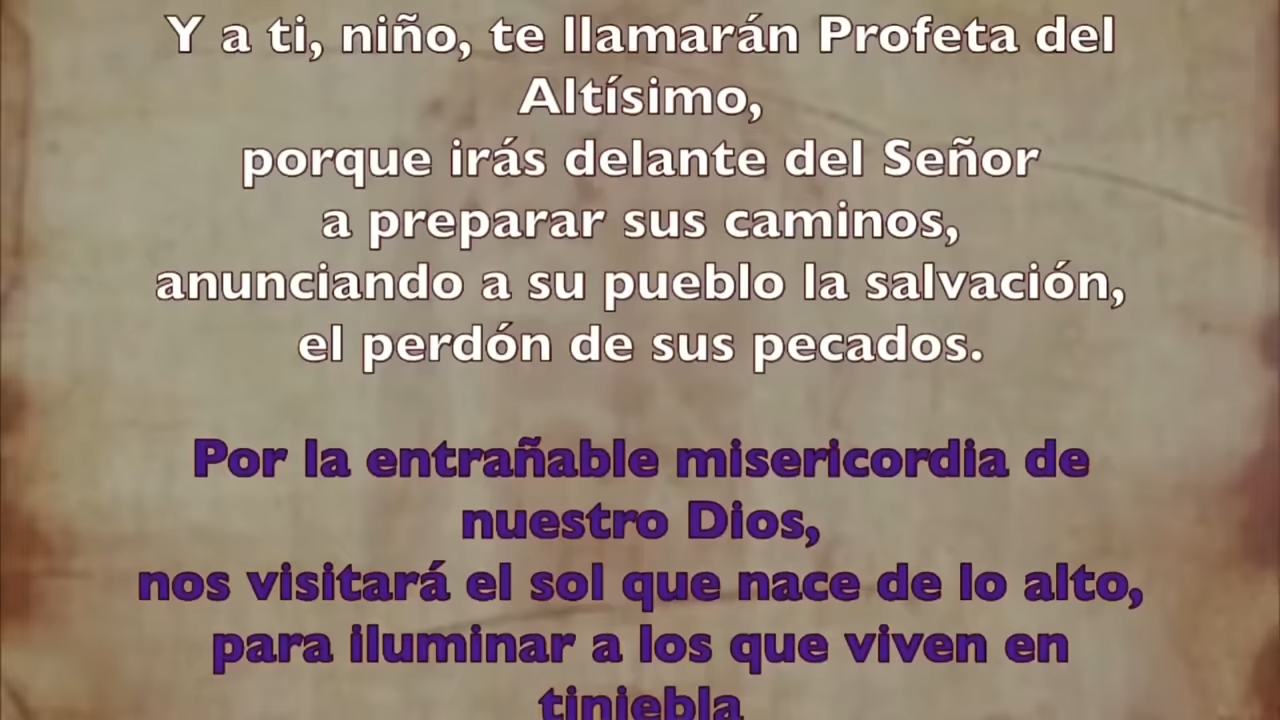 Y a ti, niño, te llamarán Profeta del
Altísimo,
porque irás delante del Señor
a preparar sus caminos,
anunciando a su pueblo la salvación,
el perdón de sus pecados.
Por la entrañable misericordia de
nuestro Dios,
nos visitará el sol que nace de lo alto,
para iluminar a los que viven en
tiniebla